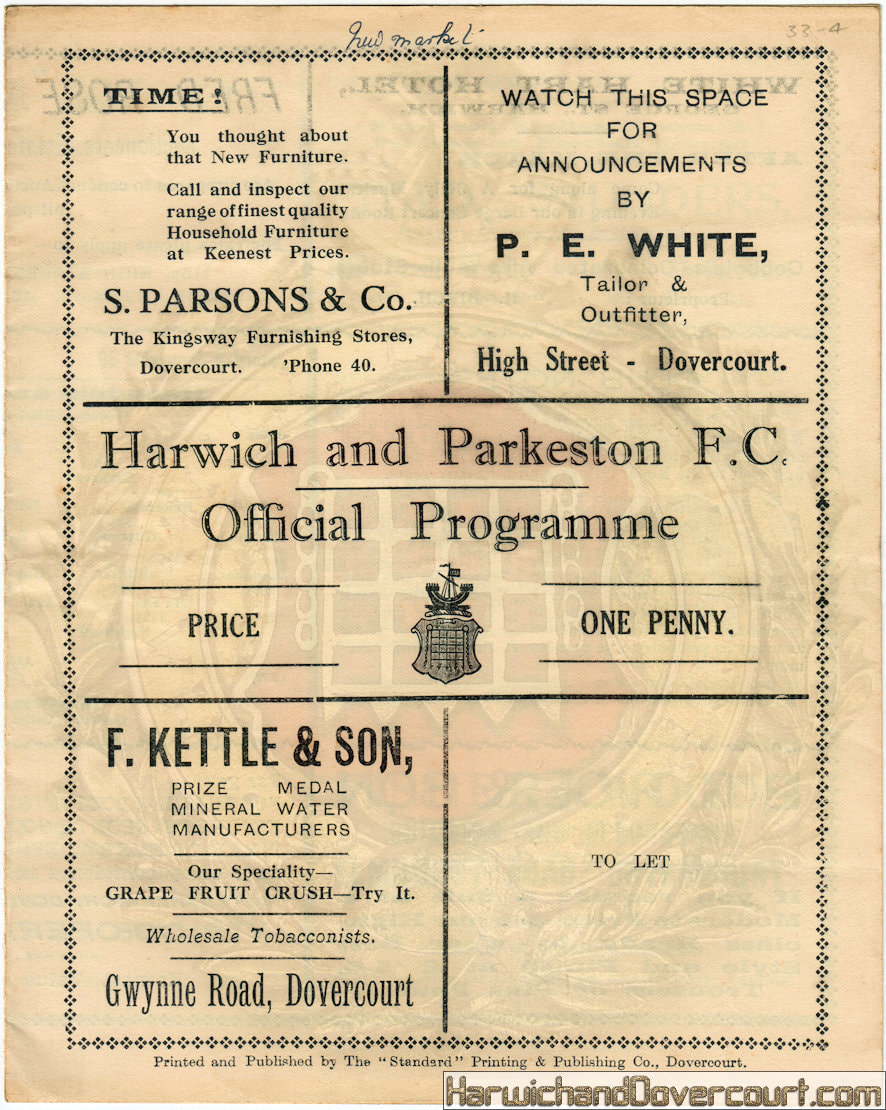 Newmarket
33-4
TIME!
You thought about
that New Furniture.
Call and inspect our
range of finest quality
Household Furniture
at Keenest Prices.
S. PARSONS & Co.
The Kingsway Furnishing Stores,
Dovercourt. 'Phone 40.
WATCH THIS SPACE
FOR
ANNOUNCEMENTS
BY
P. E. WHITE,
Tailor &
Outfitter,
High Street - Dovercourt.
Harwich and Parkeston F.C.
Official Programme
PRICE
ONE PENNY.
F. KETTLE & SON,
PRIZE MEDAL
MINERAL WATER
MANUFACTURERS
Our Speciality—
GRAPE FRUIT CRUSH—Try It.
Wholesale Tobacconists.
Gwynne Road, Dovercourt
TO LET
Printed and Published by The "Standard" Printing & Publishing Co., Dovercourt.
HarwichandDovercourt.com